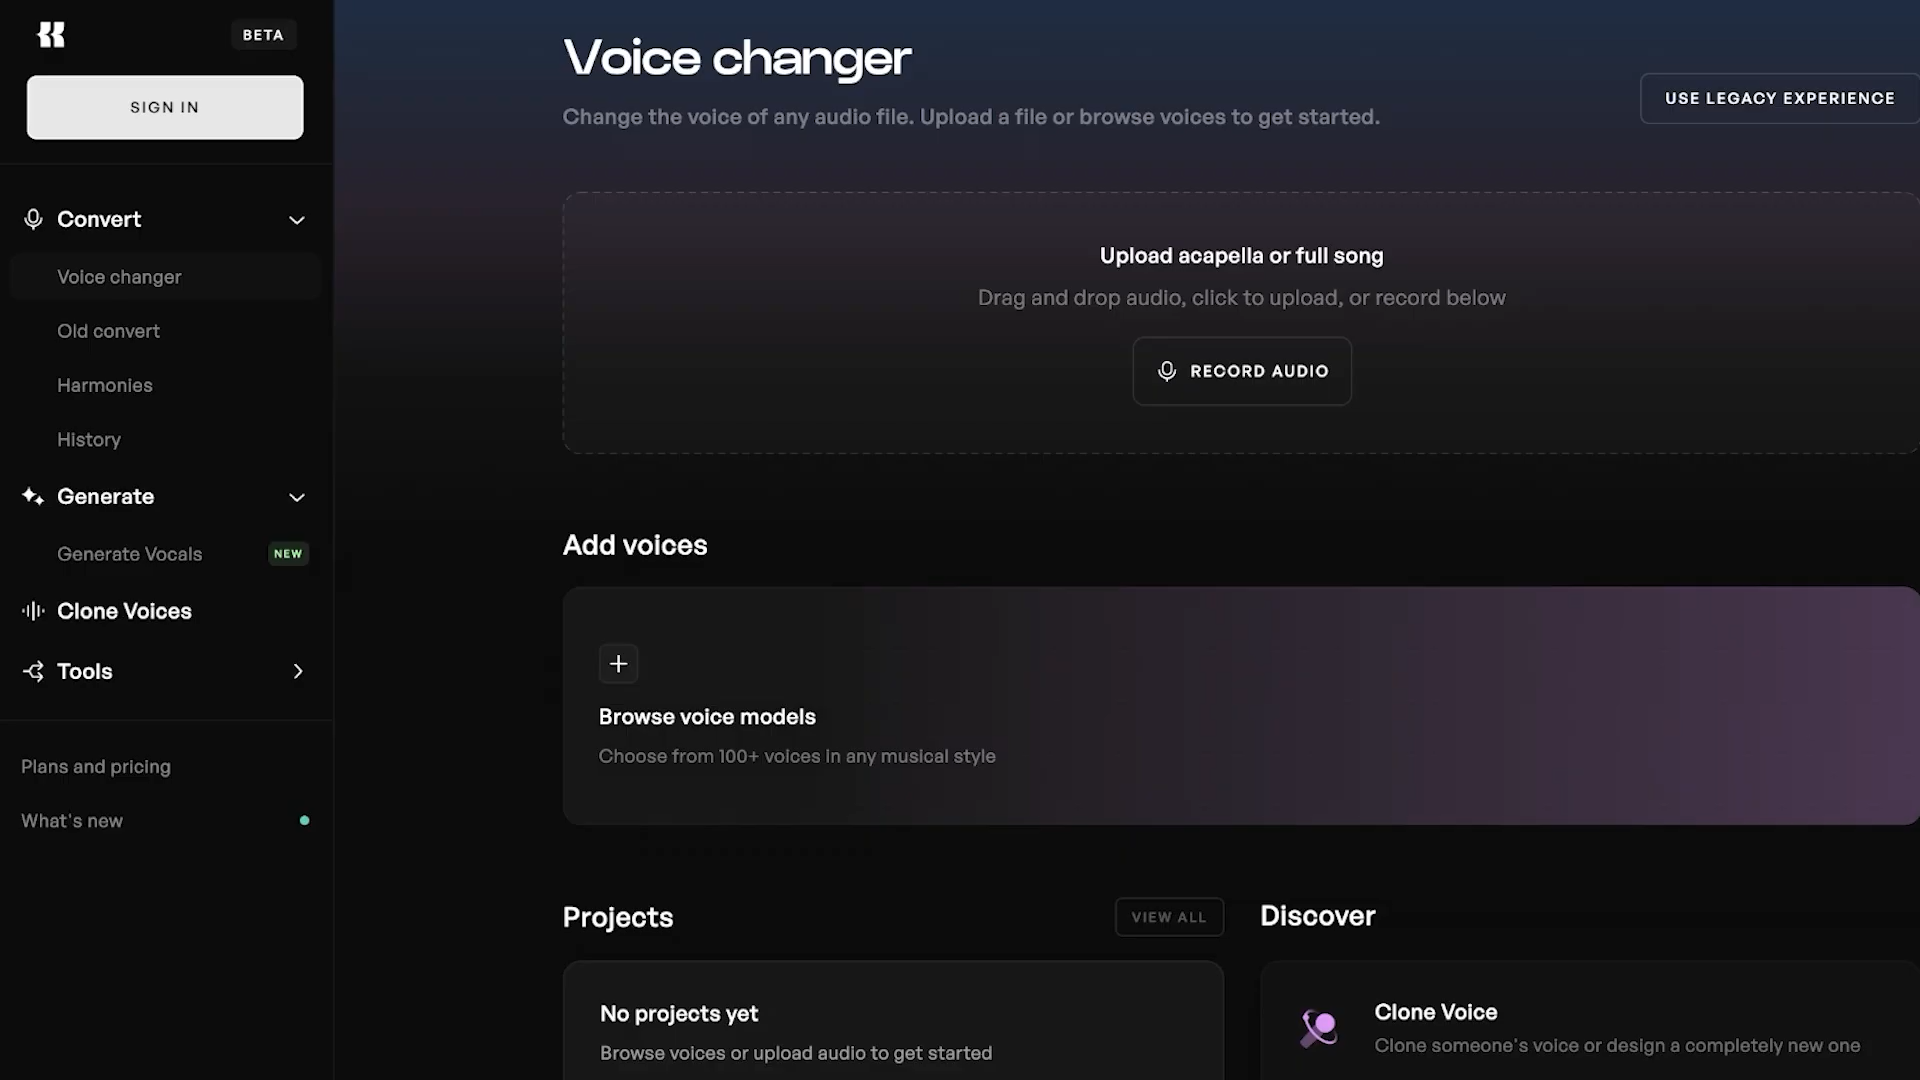 BETA
SIGN IN
Convert
Voice changer
Old convert
Harmonies
History
Generate
Generate Vocals NEW
Clone Voices
Tools
Plans and pricing
What's new
Voice changer
Change the voice of any audio file. Upload a file or browse voices to get started.
USE LEGACY EXPERIENCE
Upload acapella or full song
Drag and drop audio, click to upload, or record below
RECORD AUDIO
Add voices
Browse voice models
Choose from 100+ voices in any musical style
Projects
VIEW ALL
No projects yet
Browse voices or upload audio to get started
Discover
Clone Voice
Clone someone's voice or design a completely new one